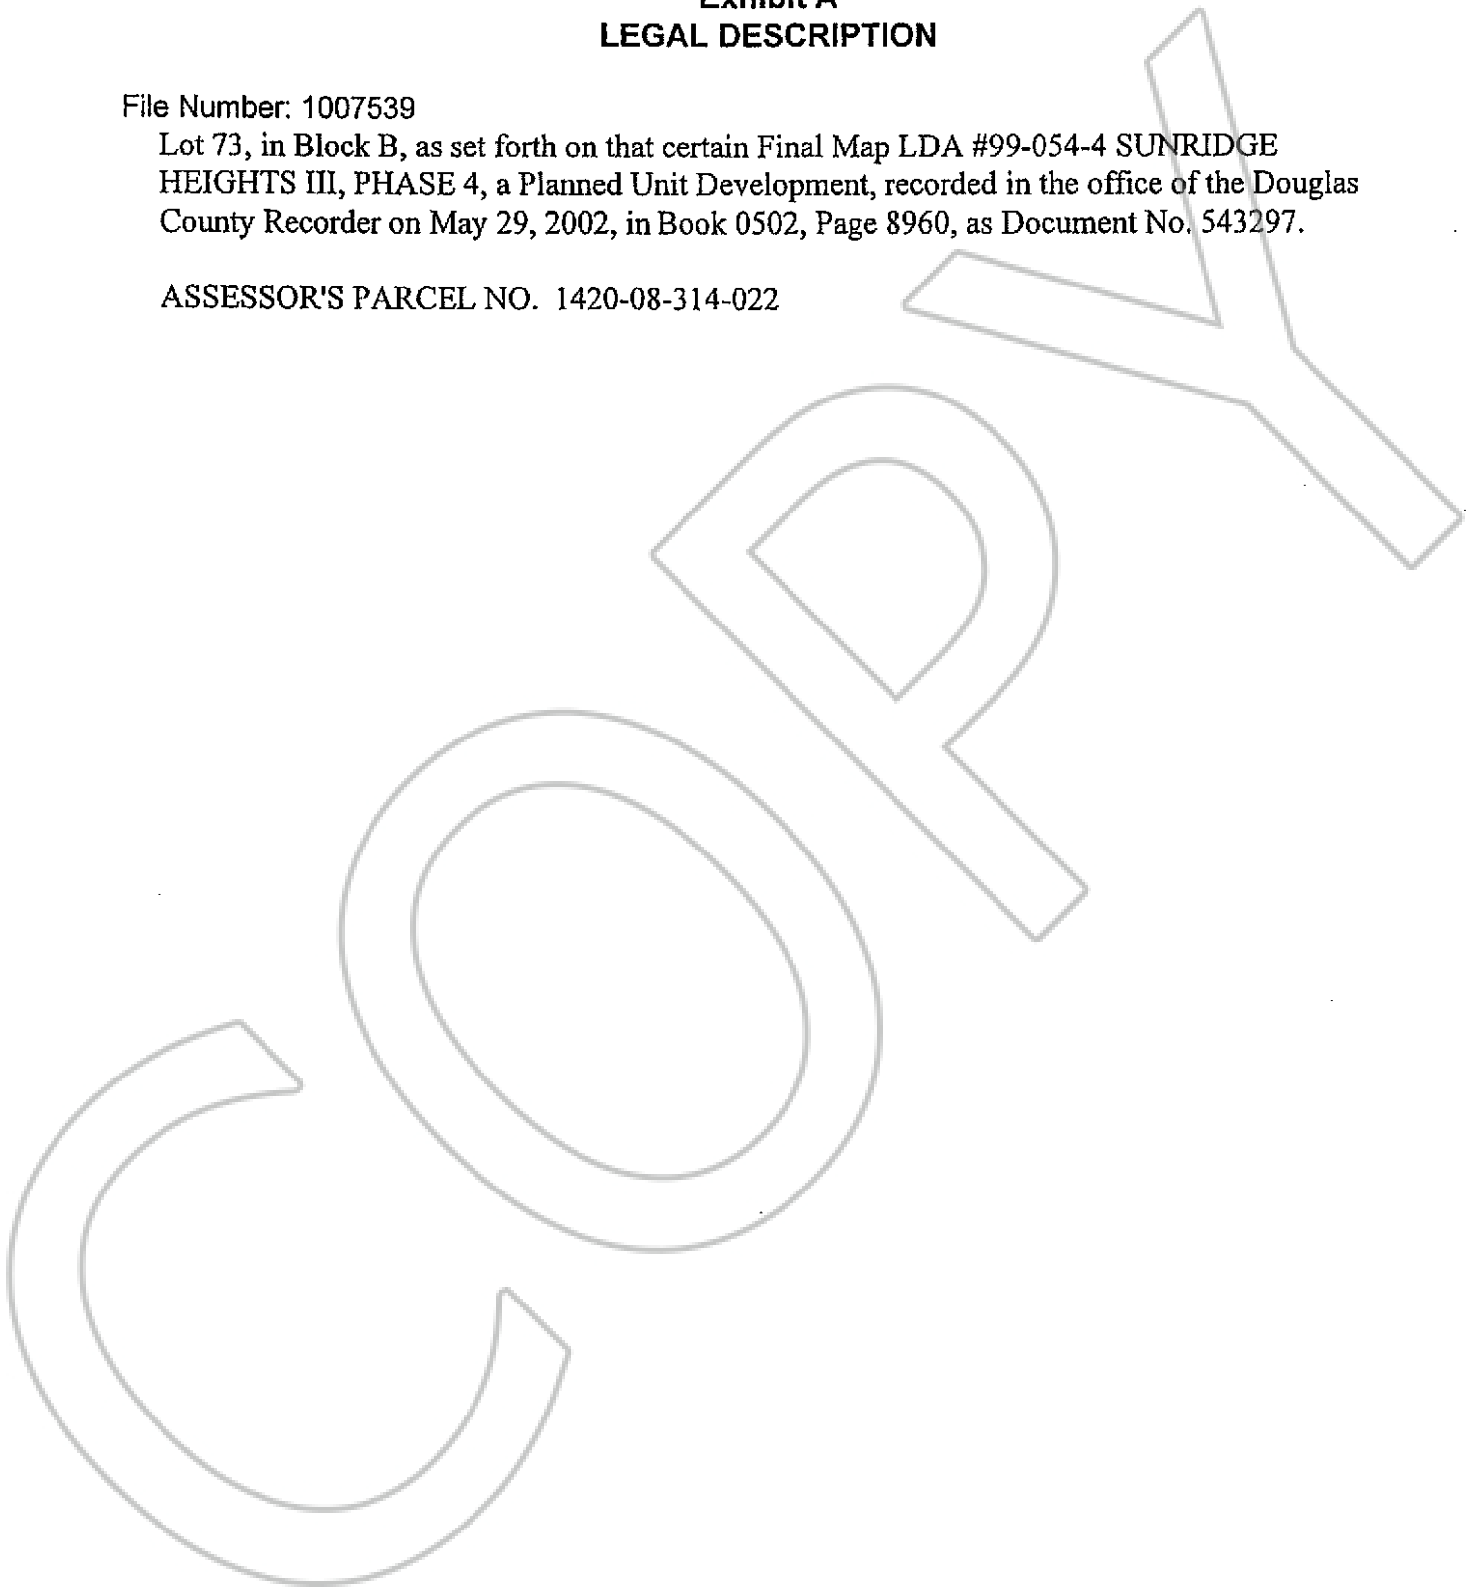 Exhibit A
LEGAL DESCRIPTION
File Number: 1007539
Lot 73, in Block B, as set forth on that certain Final Map LDA #99-054-4 SUNRIDGE
HEIGHTS III, PHASE 4, a Planned Unit Development, recorded in the office of the Douglas
County Recorder on May 29, 2002, in Book 0502, Page 8960, as Document No. 543297.
ASSESSOR'S PARCEL NO. 1420-08-314-022
COPY